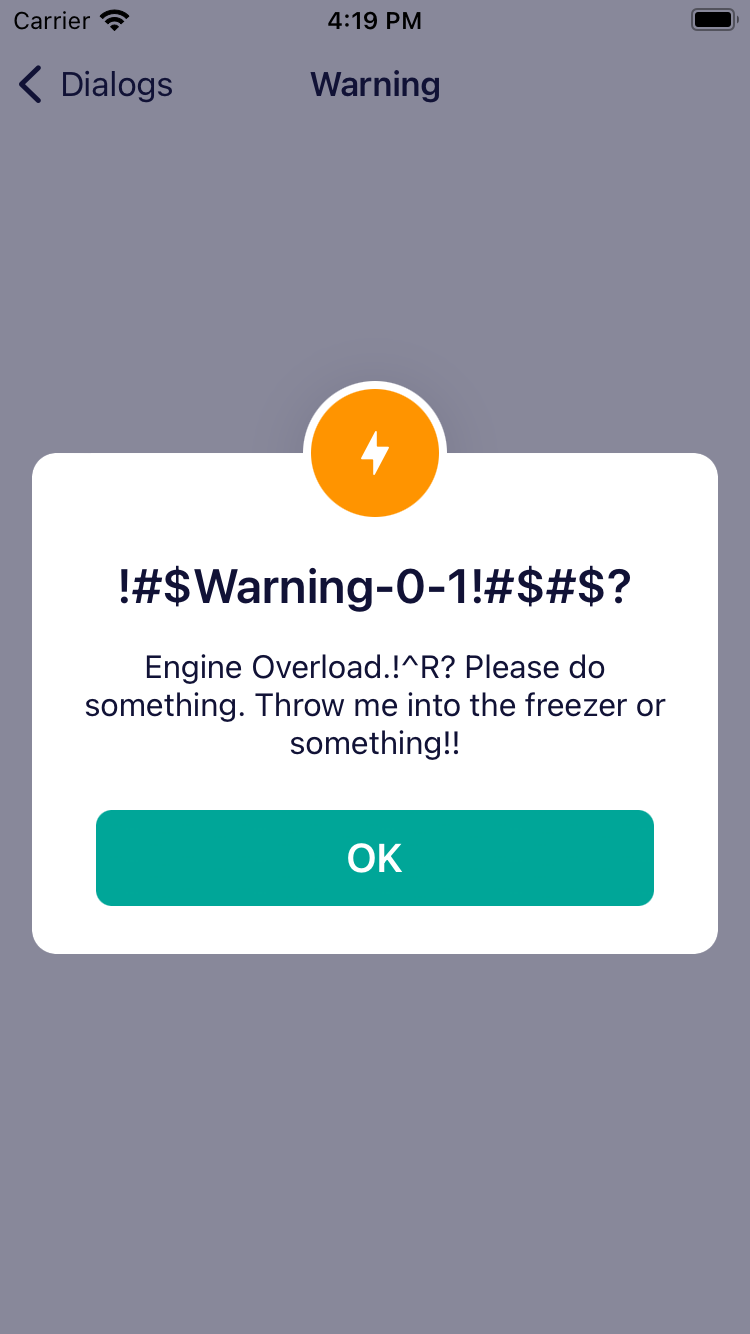 Carrier 4:19 PM
Dialogs Warning
!#$Warning-0-1!#$#$?
Engine Overload.!^R? Please do
something. Throw me into the freezer or
something!!
OK